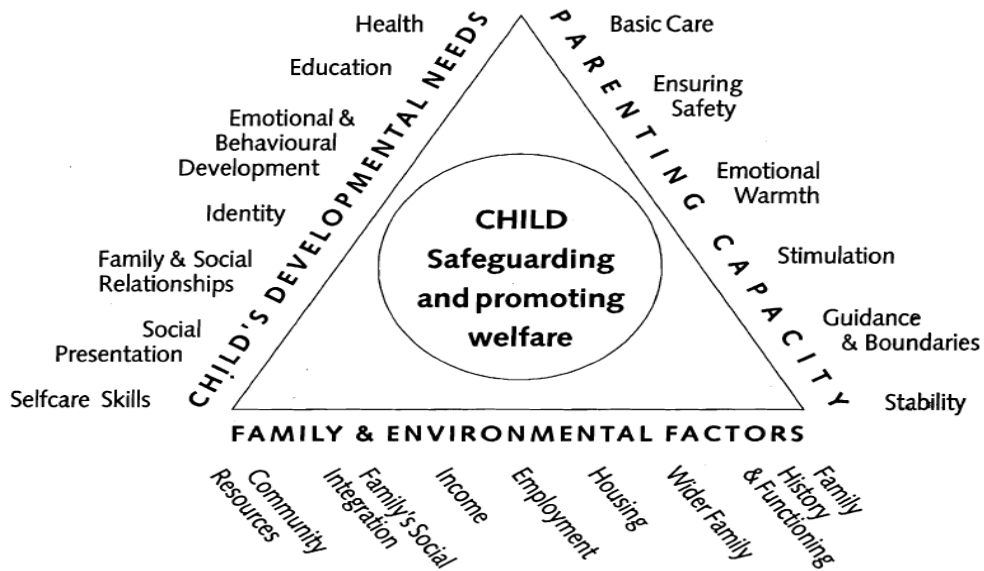 Health
Education
Emotional &
Behavioural
Development
Identity
Family & Social
Relationships
Social
Presentation
Selfcare Skills
CHILD'S DEVELOPMENTAL NEEDS
CHILD
Safeguarding
and promoting
welfare
PARENTING CAPACITY
Basic Care
Ensuring
Safety
Emotional
Warmth
Stimulation
Guidance
& Boundaries
Stability
FAMILY & ENVIRONMENTAL FACTORS
Community
Resources
Family's Social
Integration
Income
Employment
Housing
Wider Family
Family
History
& Functioning